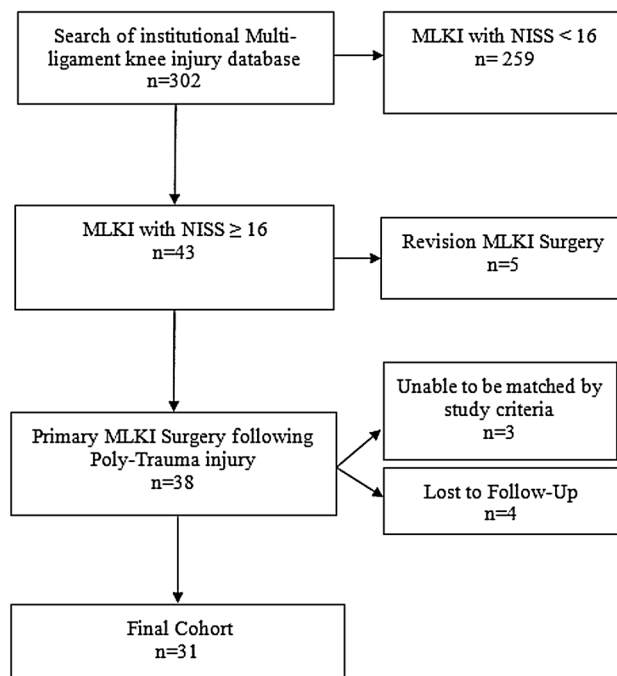 Search of institutional Multi-
ligament knee injury database
n=302
MLKI with NISS < 16
n= 259
MLKI with NISS ≥ 16
n=43
Revision MLKI Surgery
n=5
Unable to be matched by
study criteria
n=3
Primary MLKI Surgery following
Poly-Trauma injury
n=38
Lost to Follow-Up
n=4
Final Cohort
n=31